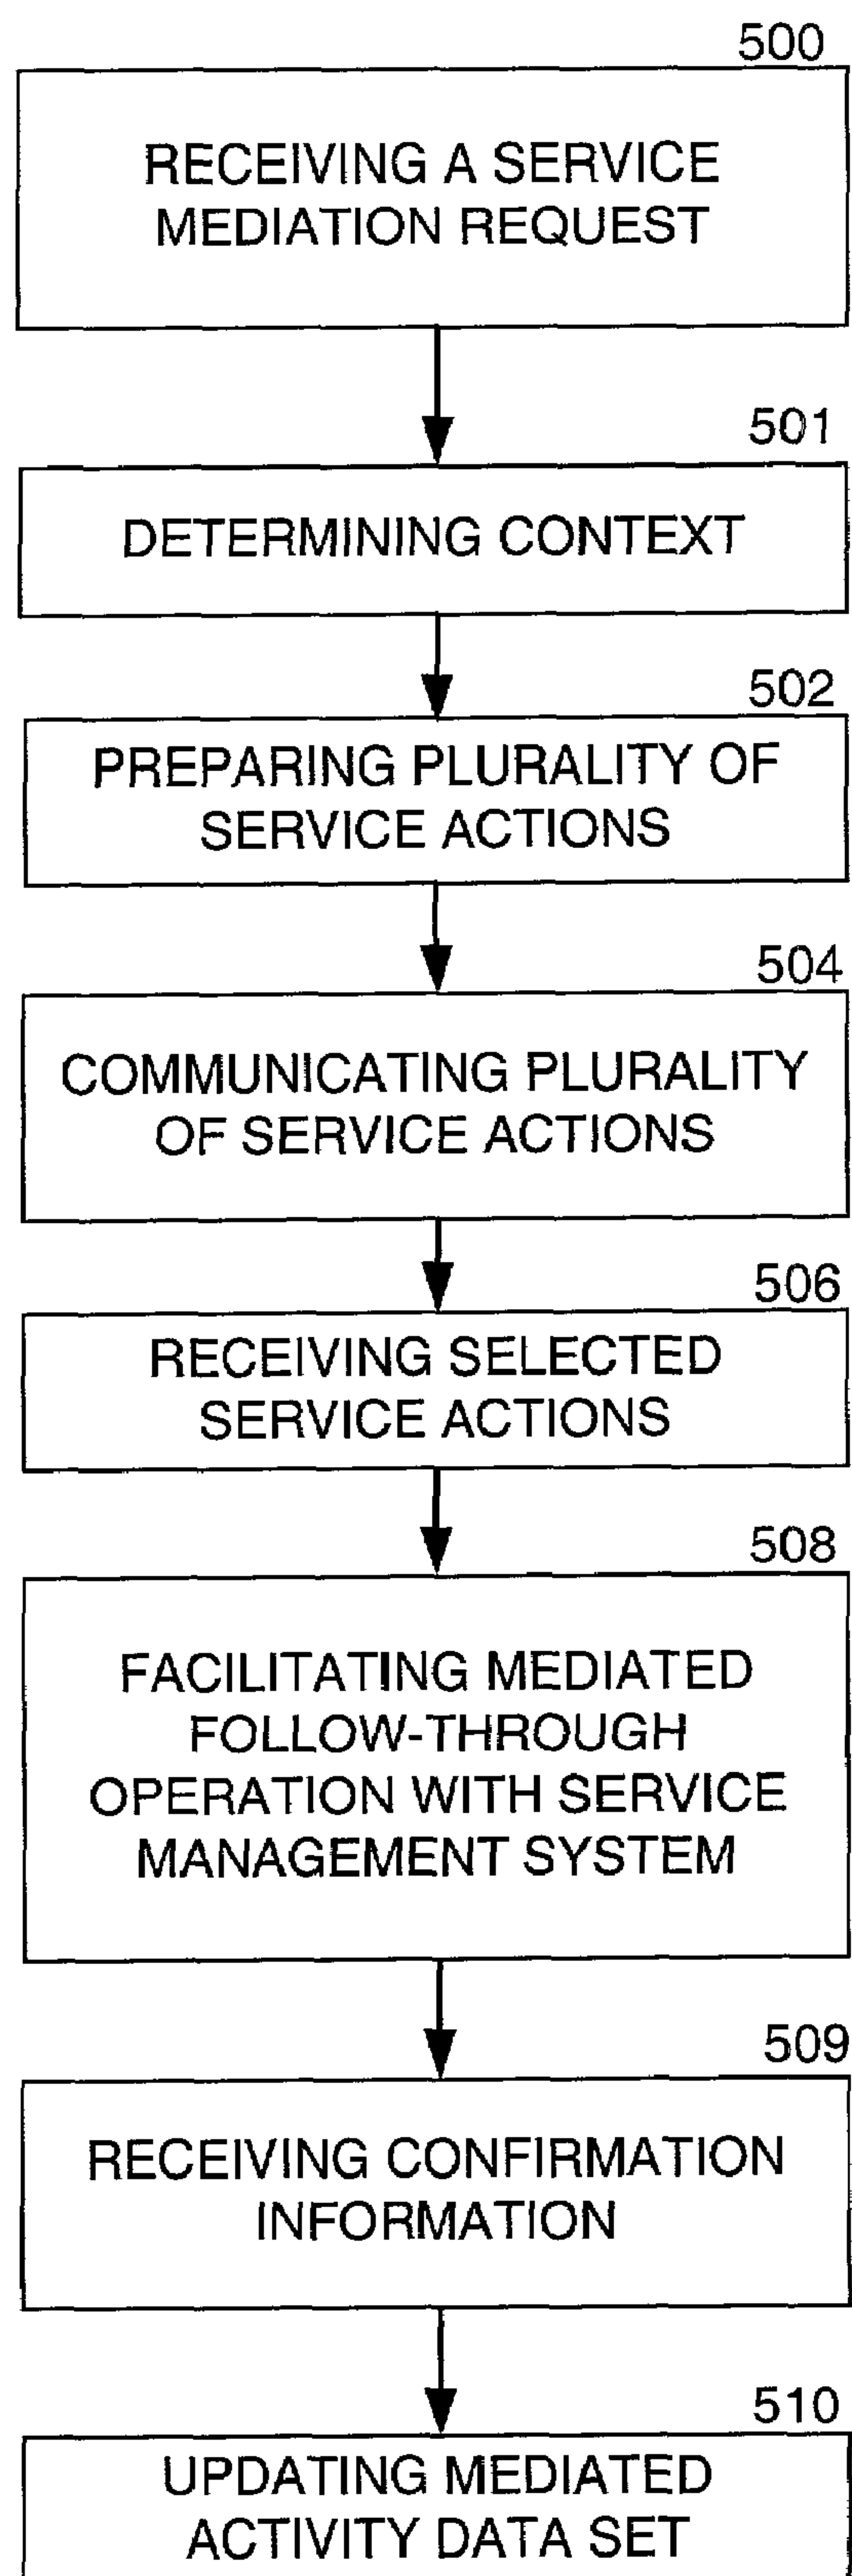 500
RECEIVING A SERVICE
MEDIATION REQUEST
501
DETERMINING CONTEXT
502
PREPARING PLURALITY OF
SERVICE ACTIONS
504
COMMUNICATING PLURALITY
OF SERVICE ACTIONS
506
RECEIVING SELECTED
SERVICE ACTIONS
508
FACILITATING MEDIATED
FOLLOW-THROUGH
OPERATION WITH SERVICE
MANAGEMENT SYSTEM
509
RECEIVING CONFIRMATION
INFORMATION
510
UPDATING MEDIATED
ACTIVITY DATA SET